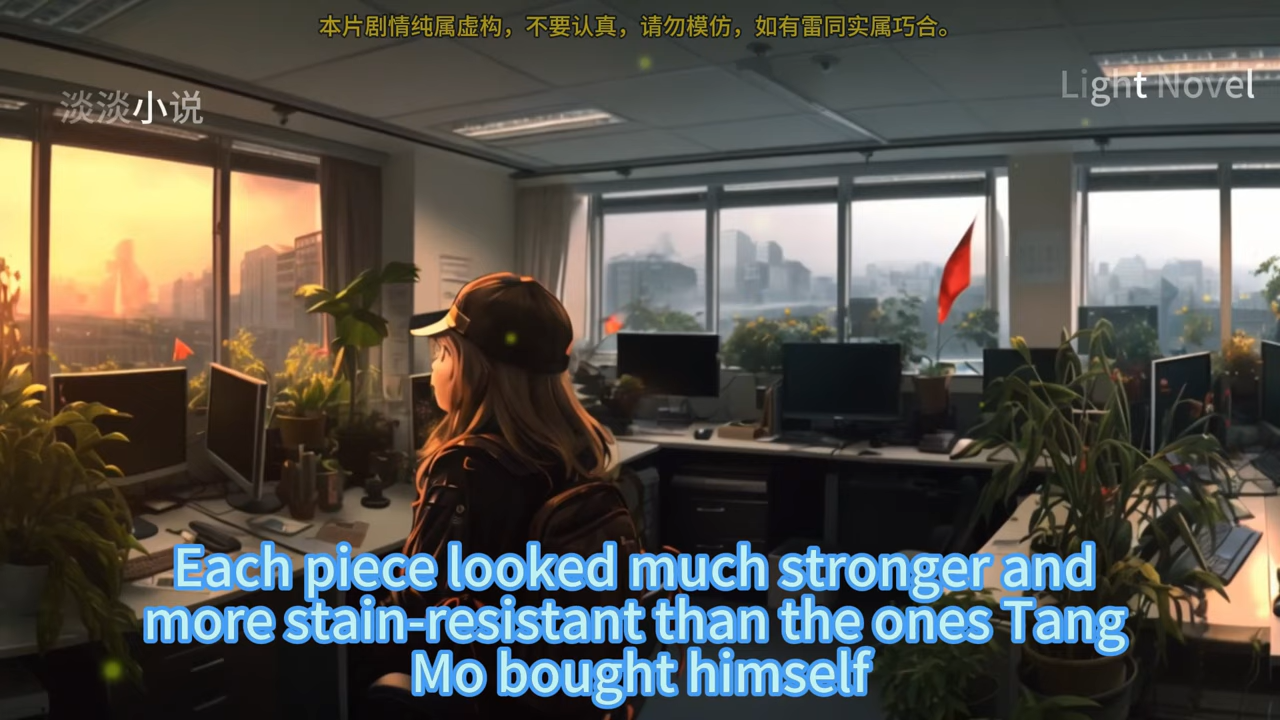 本片剧情纯属虚构，不要认真，请勿模仿，如有雷同实属巧合。
淡淡小说
Light Novel
Each piece looked much stronger and
more stain-resistant than the ones Tang
Mo bought himself